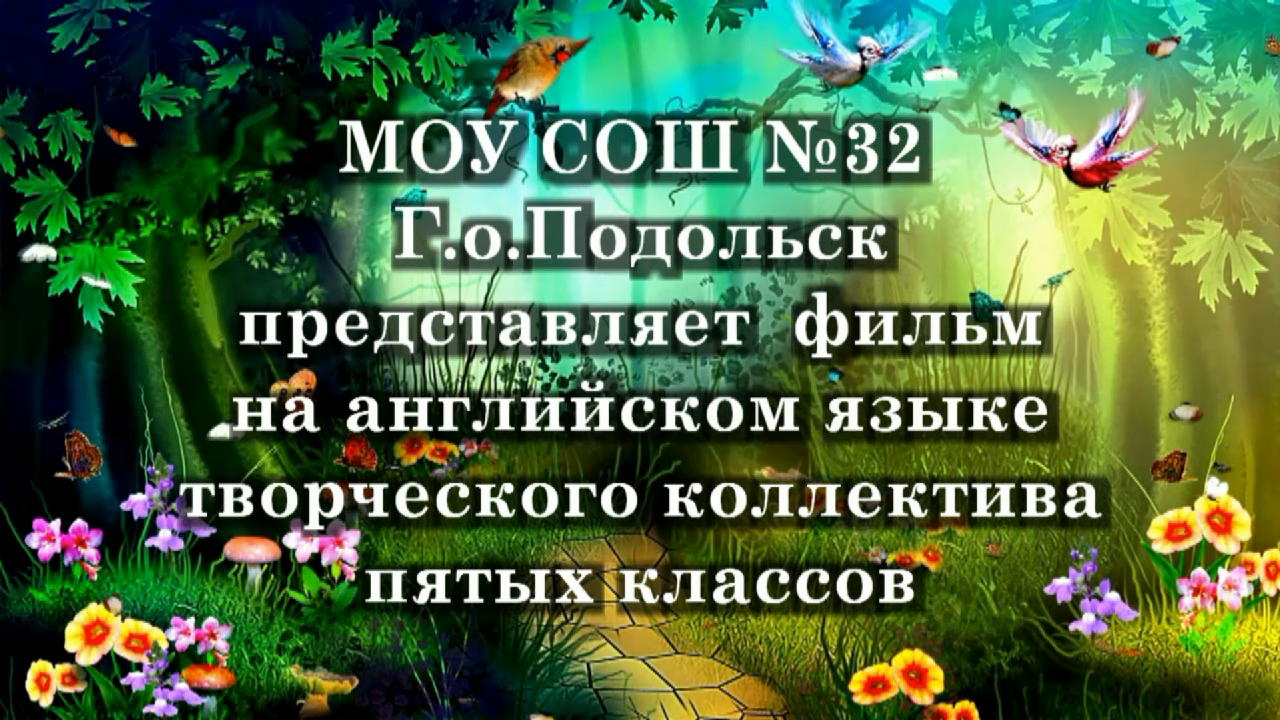 МОУ СОШ №32
Г.о.Подольск
представляет фильм
на английском языке
творческого коллектива
пятых классов